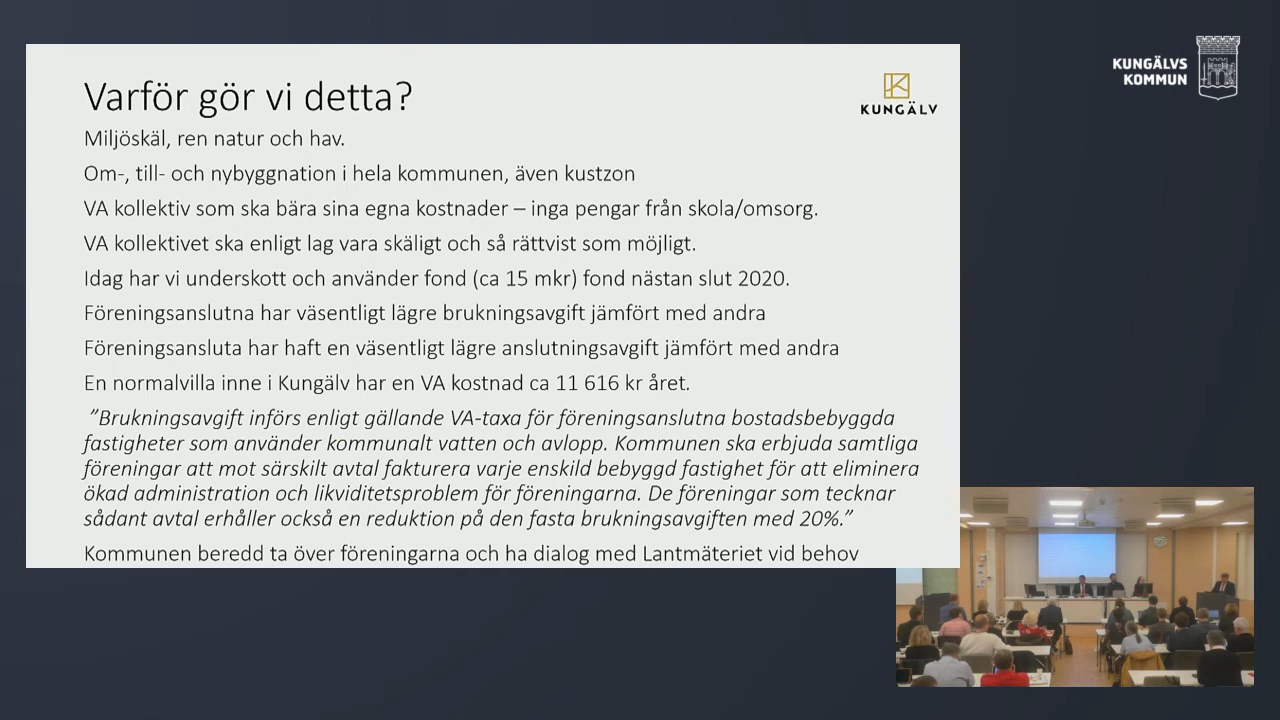 Varför gör vi detta?
KUNGÄLV
Miljöskäl, ren natur och hav.
Om-, till- och nybyggnation i hela kommunen, även kustzon
VA kollektiv som ska bära sina egna kostnader – inga pengar från skola/omsorg.
VA kollektivet ska enligt lag vara skäligt och så rättvist som möjligt.
Idag har vi underskott och använder fond (ca 15 mkr) fond nästan slut 2020.
Föreningsanslutna har väsentligt lägre brukningsavgift jämfört med andra
Föreningsansluta har haft en väsentligt lägre anslutningsavgift jämfört med andra
En normalvilla inne i Kungälv har en VA kostnad ca 11 616 kr året.
”Brukningsavgift införs enligt gällande VA-taxa för föreningsanslutna bostadsbebyggda
fastigheter som använder kommunalt vatten och avlopp. Kommunen ska erbjuda samtliga
föreningar att mot särskilt avtal fakturera varje enskild bebyggd fastighet för att eliminera
ökad administration och likviditetsproblem för föreningarna. De föreningar som tecknar
sådant avtal erhåller också en reduktion på den fasta brukningsavgiften med 20%.”
Kommunen beredd ta över föreningarna och ha dialog med Lantmäteriet vid behov
KUNGÄLVS
KOMMUN